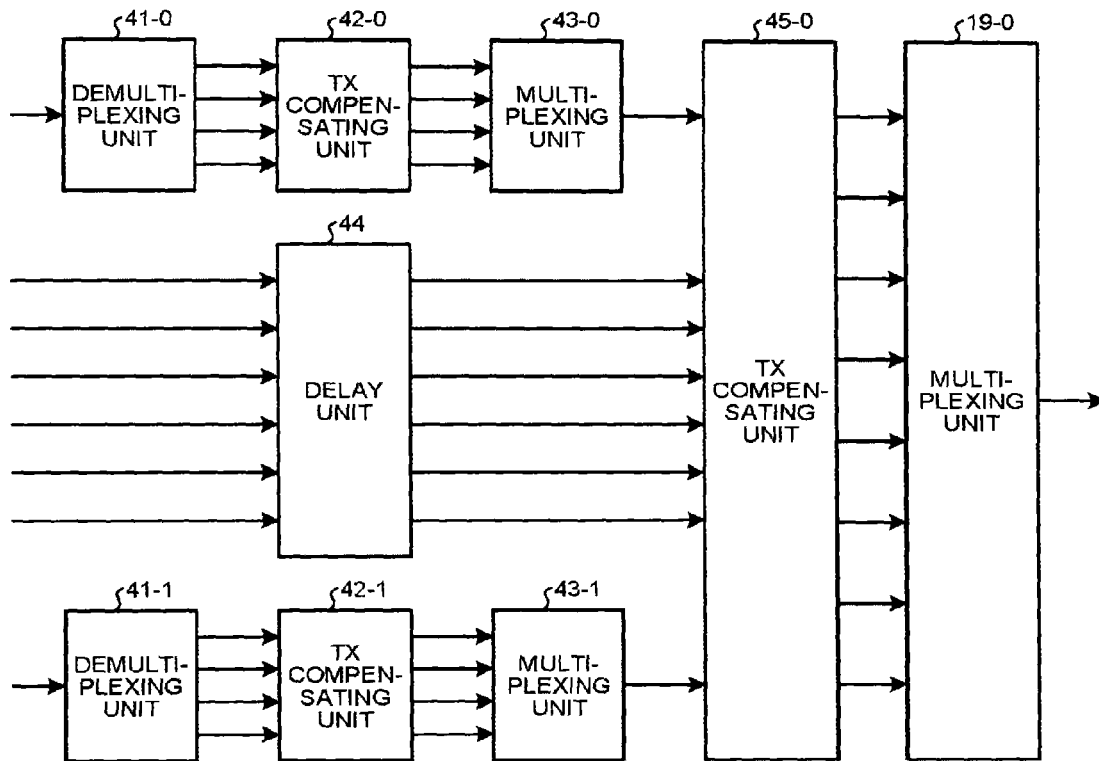 41-0
42-0
43-0
45-0
19-0
DEMULTI-
PLEXING
UNIT
TX
COMPEN-
SATING
UNIT
MULTI-
PLEXING
UNIT
44
DELAY
UNIT
TX
COMPEN-
SATING
UNIT
MULTI-
PLEXING
UNIT
41-1
42-1
43-1
DEMULTI-
PLEXING
UNIT
TX
COMPEN-
SATING
UNIT
MULTI-
PLEXING
UNIT